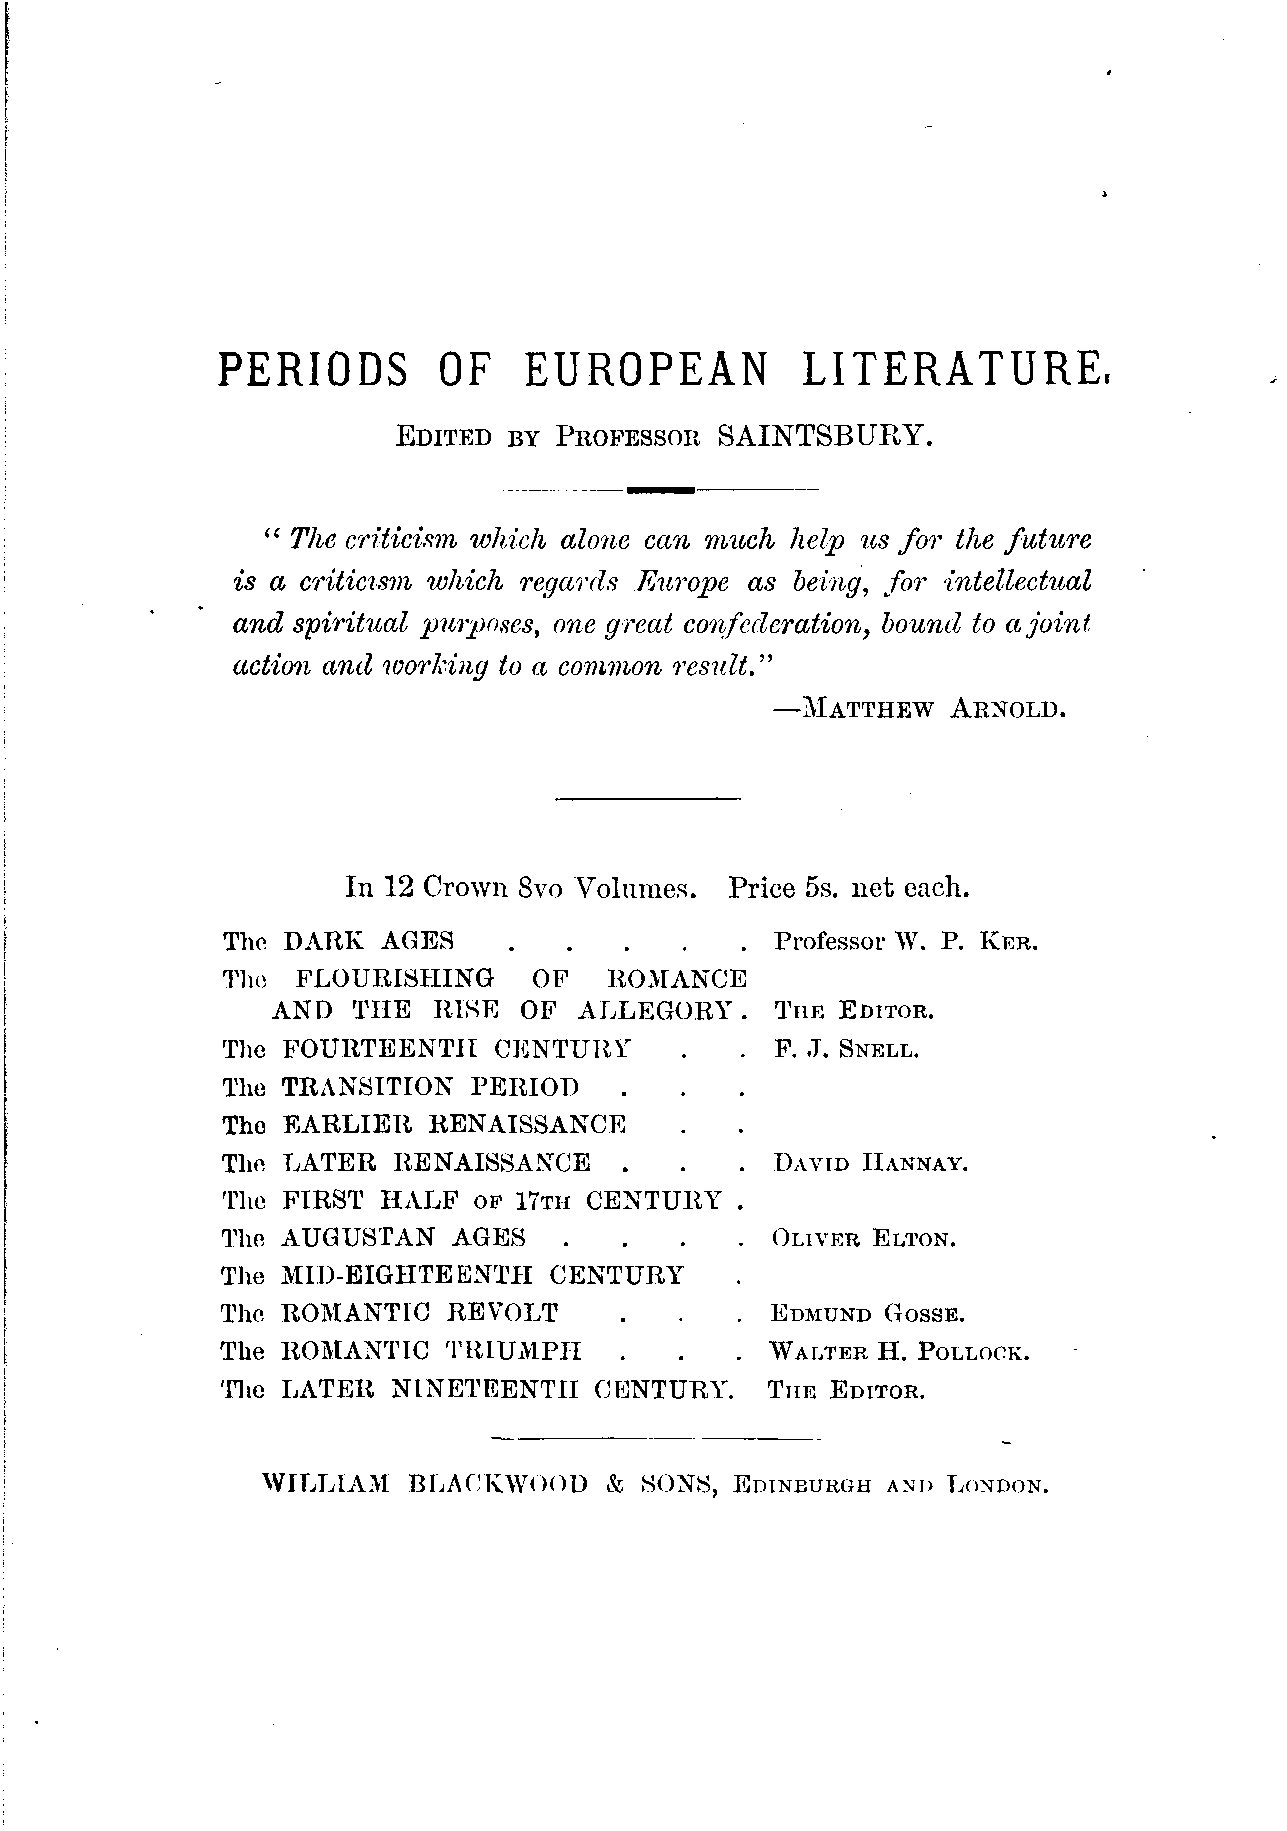 PERIODS OF EUROPEAN LITERATURE.
EDITED BY PROFESSOR SAINTSBURY.
"The criticism which alone can much help us for the future
is a criticism which regards Europe as being, for intellectual
and spiritual purposes, one great confederation, bound to a joint
action and working to a common result."
—MATTHEW ARNOLD.
In 12 Crown 8vo Volumes. Price 5s. net each.
The DARK AGES . . . . . Professor W. P. KER.
The FLOURISHING OF ROMANCE
AND THE RISE OF ALLEGORY. THE EDITOR.
The FOURTEENTH CENTURY . . F. J. SNELL.
The TRANSITION PERIOD . . .
The EARLIER RENAISSANCE . .
The LATER RENAISSANCE . . . DAVID HANNAY.
The FIRST HALF OF 17TH CENTURY .
The AUGUSTAN AGES . . . . OLIVER ELTON.
The MID-EIGHTEENTH CENTURY .
The ROMANTIC REVOLT . . . EDMUND GOSSE.
The ROMANTIC TRIUMPH . . . WALTER H. POLLOCK.
The LATER NINETEENTH CENTURY. THE EDITOR.
WILLIAM BLACKWOOD & SONS, EDINBURGH AND LONDON.